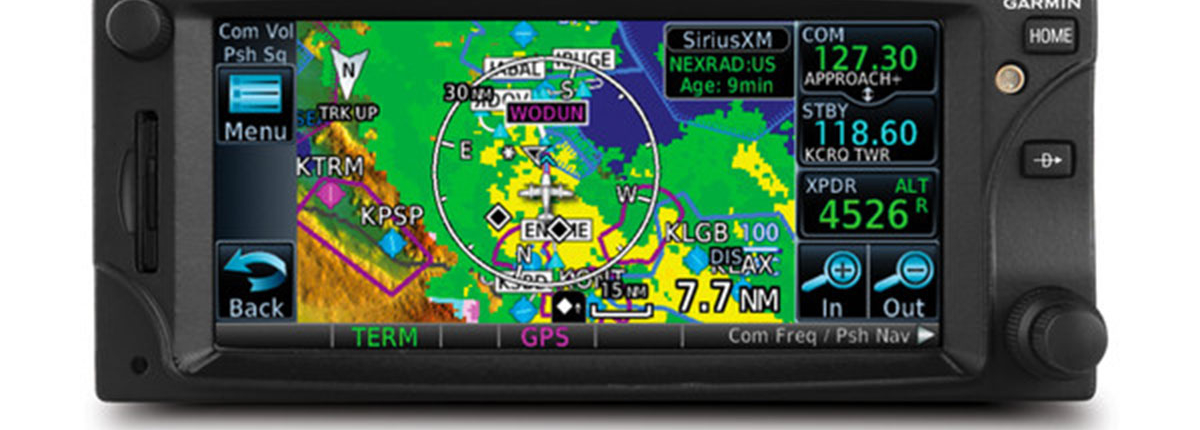 GARMIN
Com Vol
Psh Sq
Menu
Back
N
TRK UP
KTRM
KPSP
30 NM
S
WODUN
E
W
N
KLGB
100
DIS
KLAX
15 NM
7.7 NM
SiriusXM
NEXRAD:US
Age: 9min
COM
127.30
APPROACH+
STBY
118.60
KCRQ TWR
XPDR
ALT
4526 R
In
Out
HOME
D
TERM
GPS
Com Freq / Psh Nav